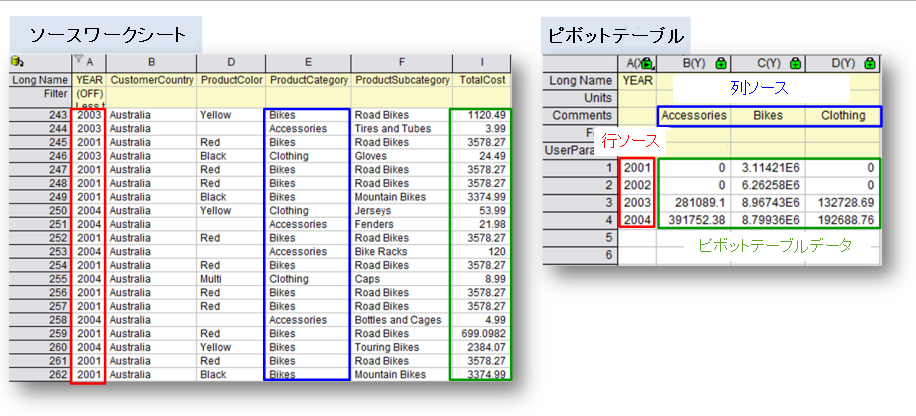 ソースワークシート
A B D E F I
Long Name YEAR CustomerCountry ProductColor ProductCategory ProductSubcategory TotalCost
Filter (OFF)
243 2003 Australia Yellow Bikes Road Bikes 1120.49
244 2003 Australia Accessories Tires and Tubes 3.99
245 2001 Australia Red Bikes Road Bikes 3578.27
246 2003 Australia Black Clothing Gloves 24.49
247 2001 Australia Red Bikes Road Bikes 3578.27
248 2001 Australia Red Bikes Road Bikes 3578.27
249 2001 Australia Black Bikes Mountain Bikes 3374.99
250 2004 Australia Yellow Clothing Jerseys 53.99
251 2004 Australia Accessories Fenders 21.98
252 2001 Australia Red Bikes Road Bikes 3578.27
253 2004 Australia Accessories Bike Racks 120
254 2001 Australia Red Bikes Road Bikes 3578.27
255 2004 Australia Multi Clothing Caps 8.99
256 2001 Australia Red Bikes Road Bikes 3578.27
257 2001 Australia Red Bikes Road Bikes 3578.27
258 2004 Australia Accessories Bottles and Cages 4.99
259 2001 Australia Red Bikes Road Bikes 699.0982
260 2004 Australia Yellow Bikes Touring Bikes 2384.07
261 2001 Australia Red Bikes Road Bikes 3578.27
262 2001 Australia Black Bikes Mountain Bikes 3374.99
ピボットテーブル
B(Y) C(Y) D(Y)
Long Name YEAR
Units
列ソース
Comments Accessories Bikes Clothing
行ソース
1 2001 0 3.11421E6 0
2 2002 0 6.26258E6 0
3 2003 281089.1 8.96743E6 132728.69
4 2004 391752.38 8.79936E6 192688.76
5
ピボットテーブルデータ
6